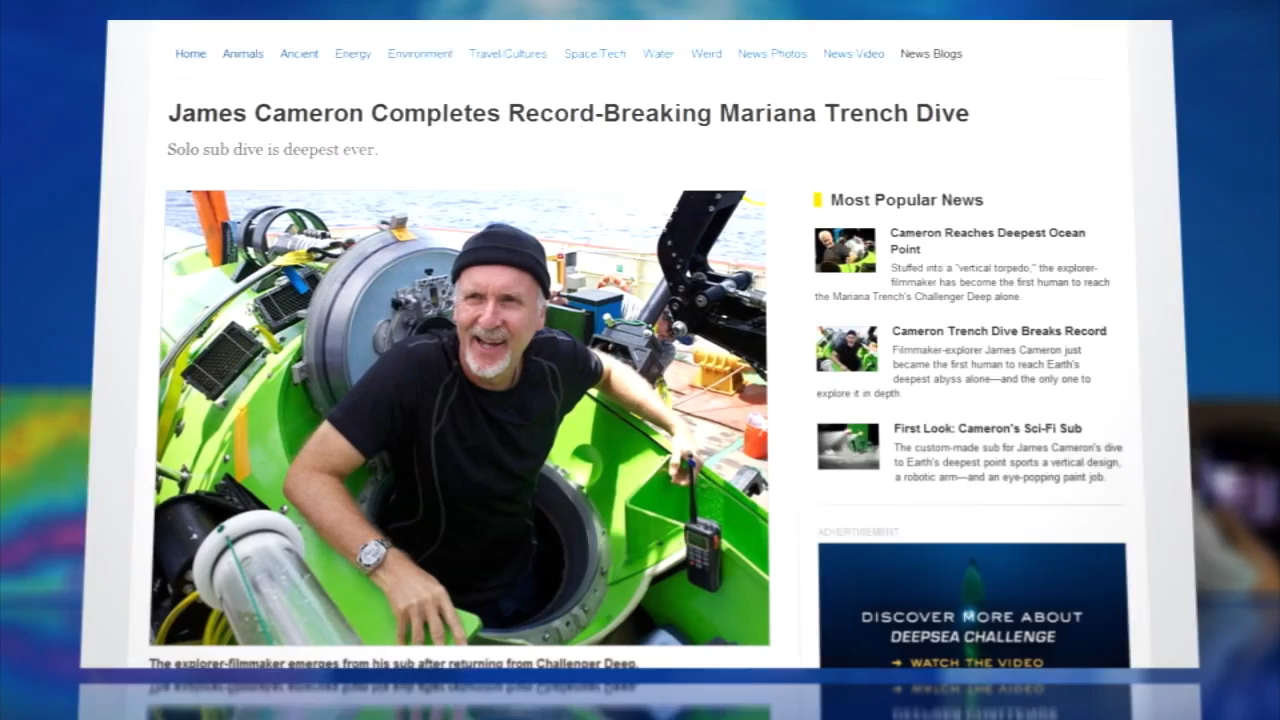 Home Animals Ancient Energy Environment Travel/Cultures Space/Tech Water Weird News Photos News Video News Blogs
James Cameron Completes Record-Breaking Mariana Trench Dive
Solo sub dive is deepest ever.
Most Popular News
Cameron Reaches Deepest Ocean
Point
Stuffed into a "vertical torpedo," the explorer-
filmmaker has become the first human to reach
the Mariana Trench's Challenger Deep alone.
Cameron Trench Dive Breaks Record
Filmmaker-explorer James Cameron just
became the first human to reach Earth's
deepest abyss alone—and the only one to
explore it in depth
First Look: Cameron's Sci-Fi Sub
The custom-made sub for James Cameron's dive
to Earth's deepest point sports a vertical design,
a robotic arm—and an eye-popping paint job.
ADVERTISEMENT
DISCOVER MORE ABOUT
DEEPSEA CHALLENGE
→ WATCH THE VIDEO
The explorer-filmmaker emerges from his sub after returning from Challenger Deep.